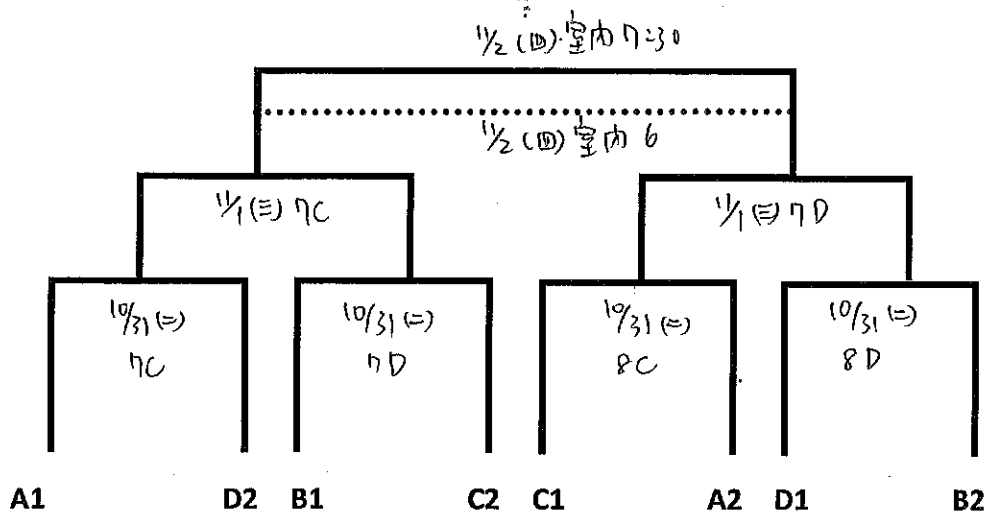 11/2 (四) 室內 7:30
11/2 (四) 室內 6
11/1 (三) 7C
11/1 (三) 7D
10/31 (二)
7C
10/31 (二)
7D
10/31 (二)
8C
10/31 (二)
8D
A1 D2 B1 C2 C1 A2 D1 B2